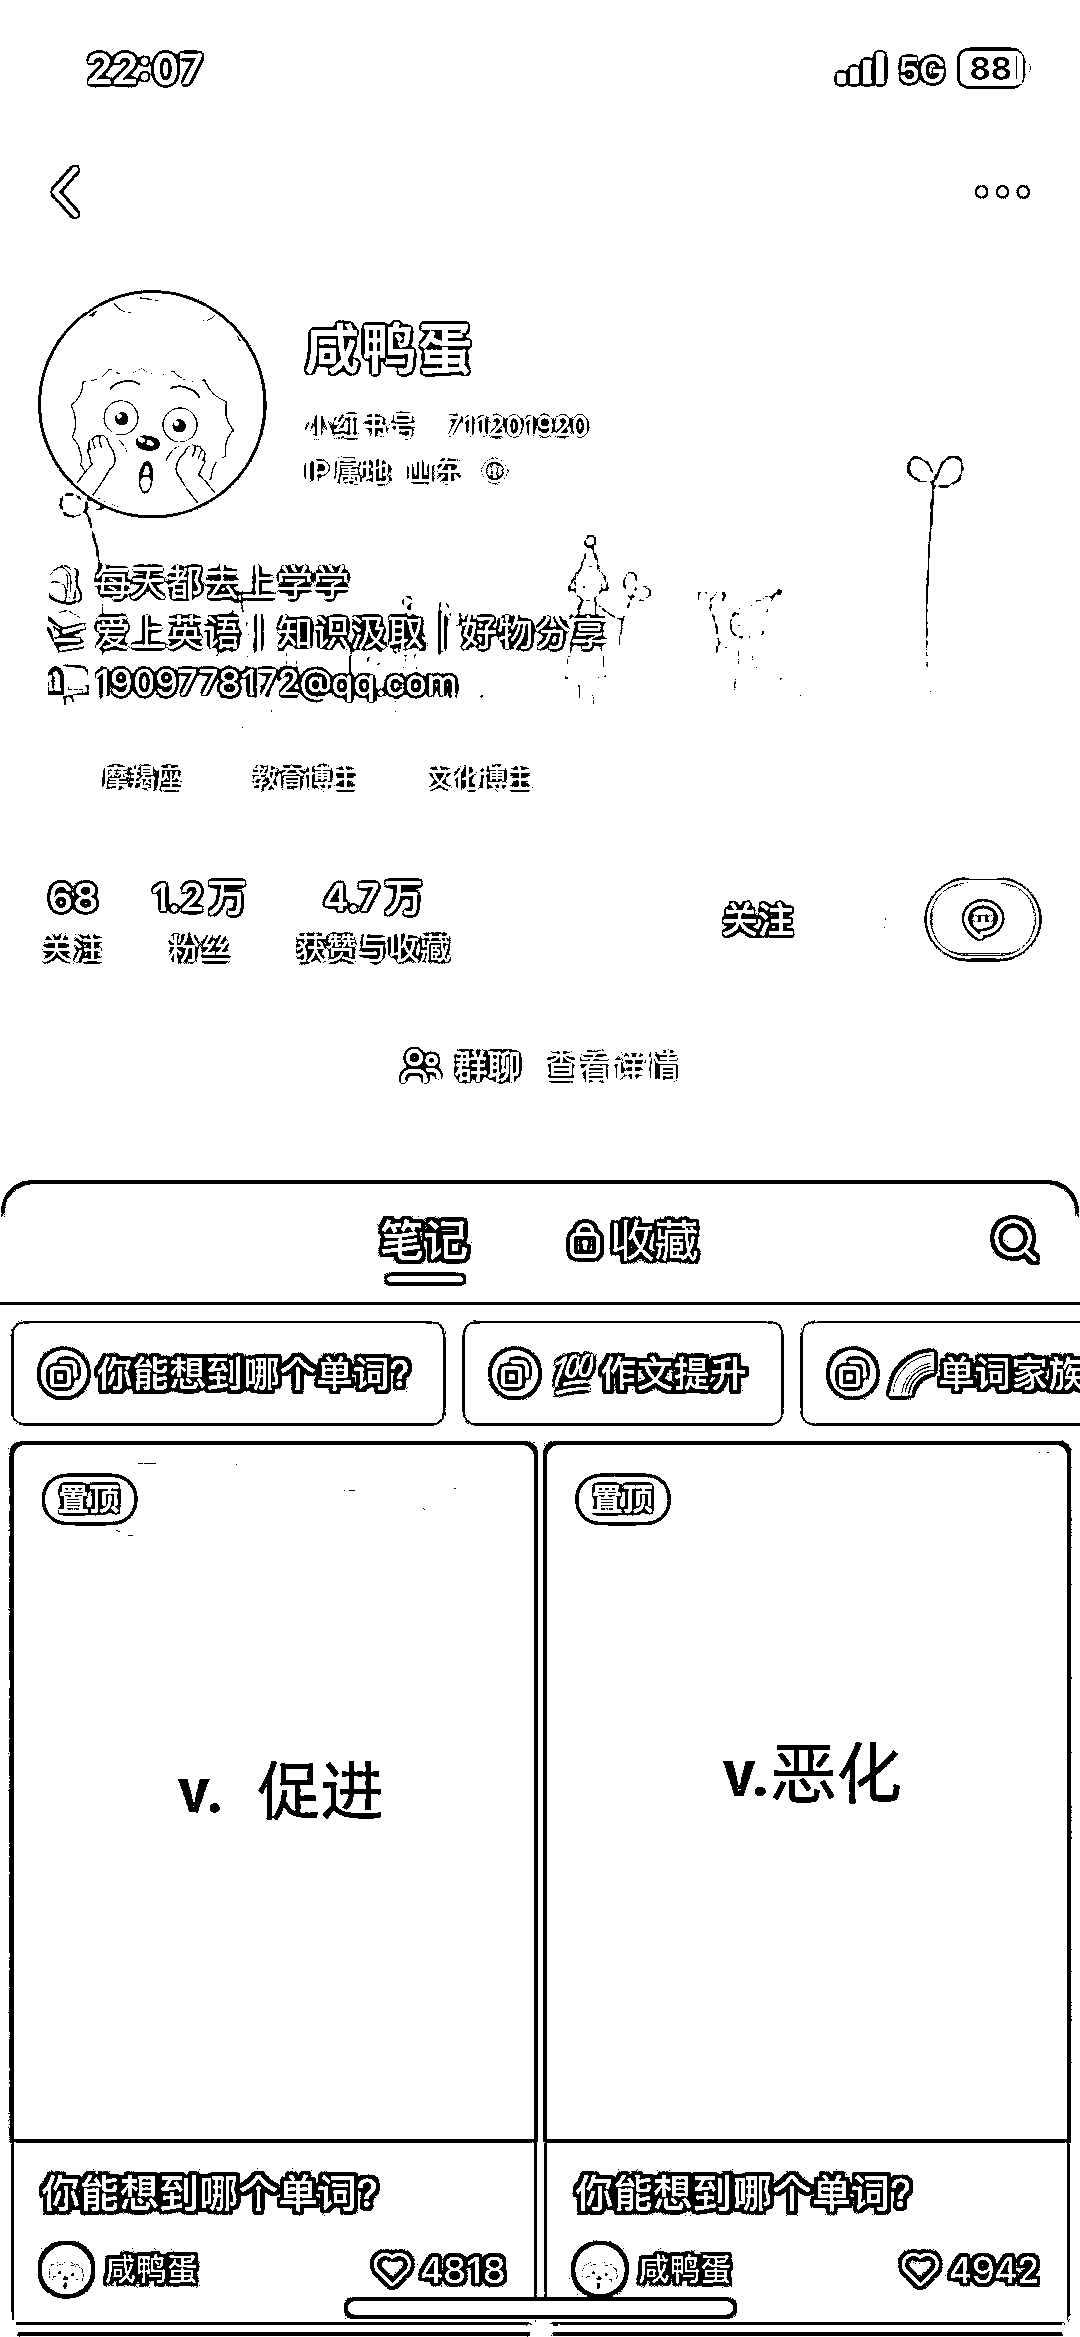 22:07 5G 88
咸鸭蛋
小红书号 711201920
IP属地 山东
每天都去上学学
爱上英语||知识汲取||好物分享
1909778172@qq.com
摩羯座 教育博主 文化博主
68 1.2万 4.7万
关注 粉丝 获赞与收藏
关注
群聊 查看详情
笔记 收藏
你能想到哪个单词? 💯作文提升 🌈单词家族
置顶
v. 促进
你能想到哪个单词?
咸鸭蛋 4818
置顶
v.恶化
你能想到哪个单词?
咸鸭蛋 4942